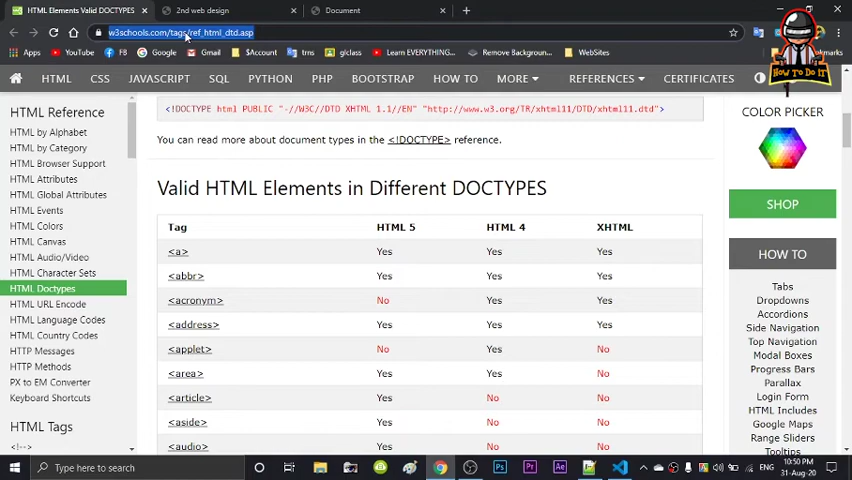 HTML Elements Valid DOCTYPES
2nd web design
Document
w3schools.com/tags/ref_html_dtd.asp
Apps
YouTube
Google
Gmail
$Account
tms
glclass
Learn EVERYTHING...
Remove Background...
WebSites
HOW TO DO IT
HTML
CSS
JAVASCRIPT
SQL
PYTHON
PHP
BOOTSTRAP
HOW TO
MORE
REFERENCES
CERTIFICATES
HTML Reference
HTML by Alphabet
HTML by Category
HTML Browser Support
HTML Attributes
HTML Global Attributes
HTML Events
HTML Colors
HTML Canvas
HTML Audio/Video
HTML Character Sets
HTML Doctypes
HTML URL Encode
HTML Language Codes
HTML Country Codes
HTTP Messages
HTTP Methods
PX to EM Converter
Keyboard Shortcuts
HTML Tags
<!-->
<!DOCTYPE html PUBLIC "-//W3C//DTD XHTML 1.1//EN" "http://www.w3.org/TR/xhtml11/DTD/xhtml11.dtd">
You can read more about document types in the <!DOCTYPE> reference.
Valid HTML Elements in Different DOCTYPES
Tag HTML 5 HTML 4 XHTML
<a> Yes Yes Yes
<abbr> Yes Yes Yes
<acronym> No Yes Yes
<address> Yes Yes Yes
<applet> No Yes No
<area> Yes Yes No
<article> Yes No No
<aside> Yes No No
<audio> Yes No No
COLOR PICKER
SHOP
HOW TO
Tabs
Dropdowns
Accordions
Side Navigation
Top Navigation
Modal Boxes
Progress Bars
Parallax
Login Form
HTML Includes
Google Maps
Range Sliders
Tooltips
Type here to search
Ps
Pr
Ae
ENG
10:50 PM
31-Aug-20